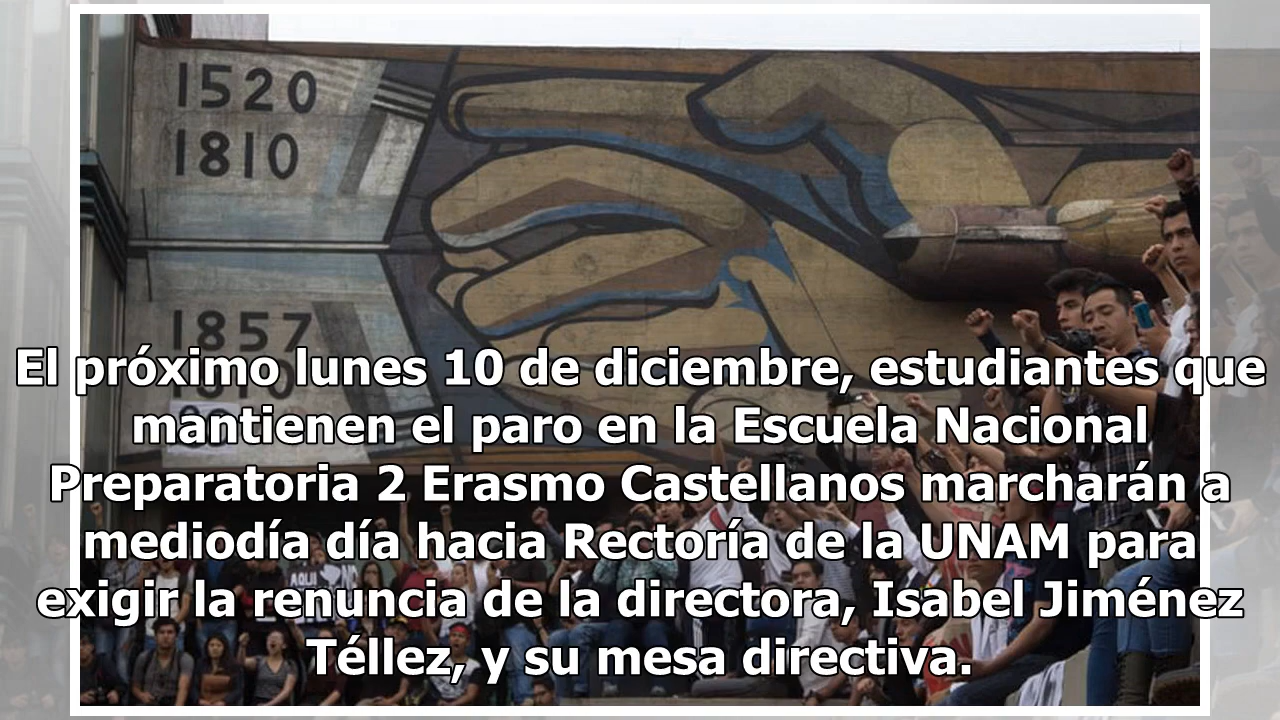 1520
1810
1857
El próximo lunes 10 de diciembre, estudiantes que
mantienen el paro en la Escuela Nacional
Preparatoria 2 Erasmo Castellanos marcharán a
mediodía día hacia Rectoría de la UNAM para
exigir la renuncia de la directora, Isabel Jiménez
Téllez, y su mesa directiva.
AQUI